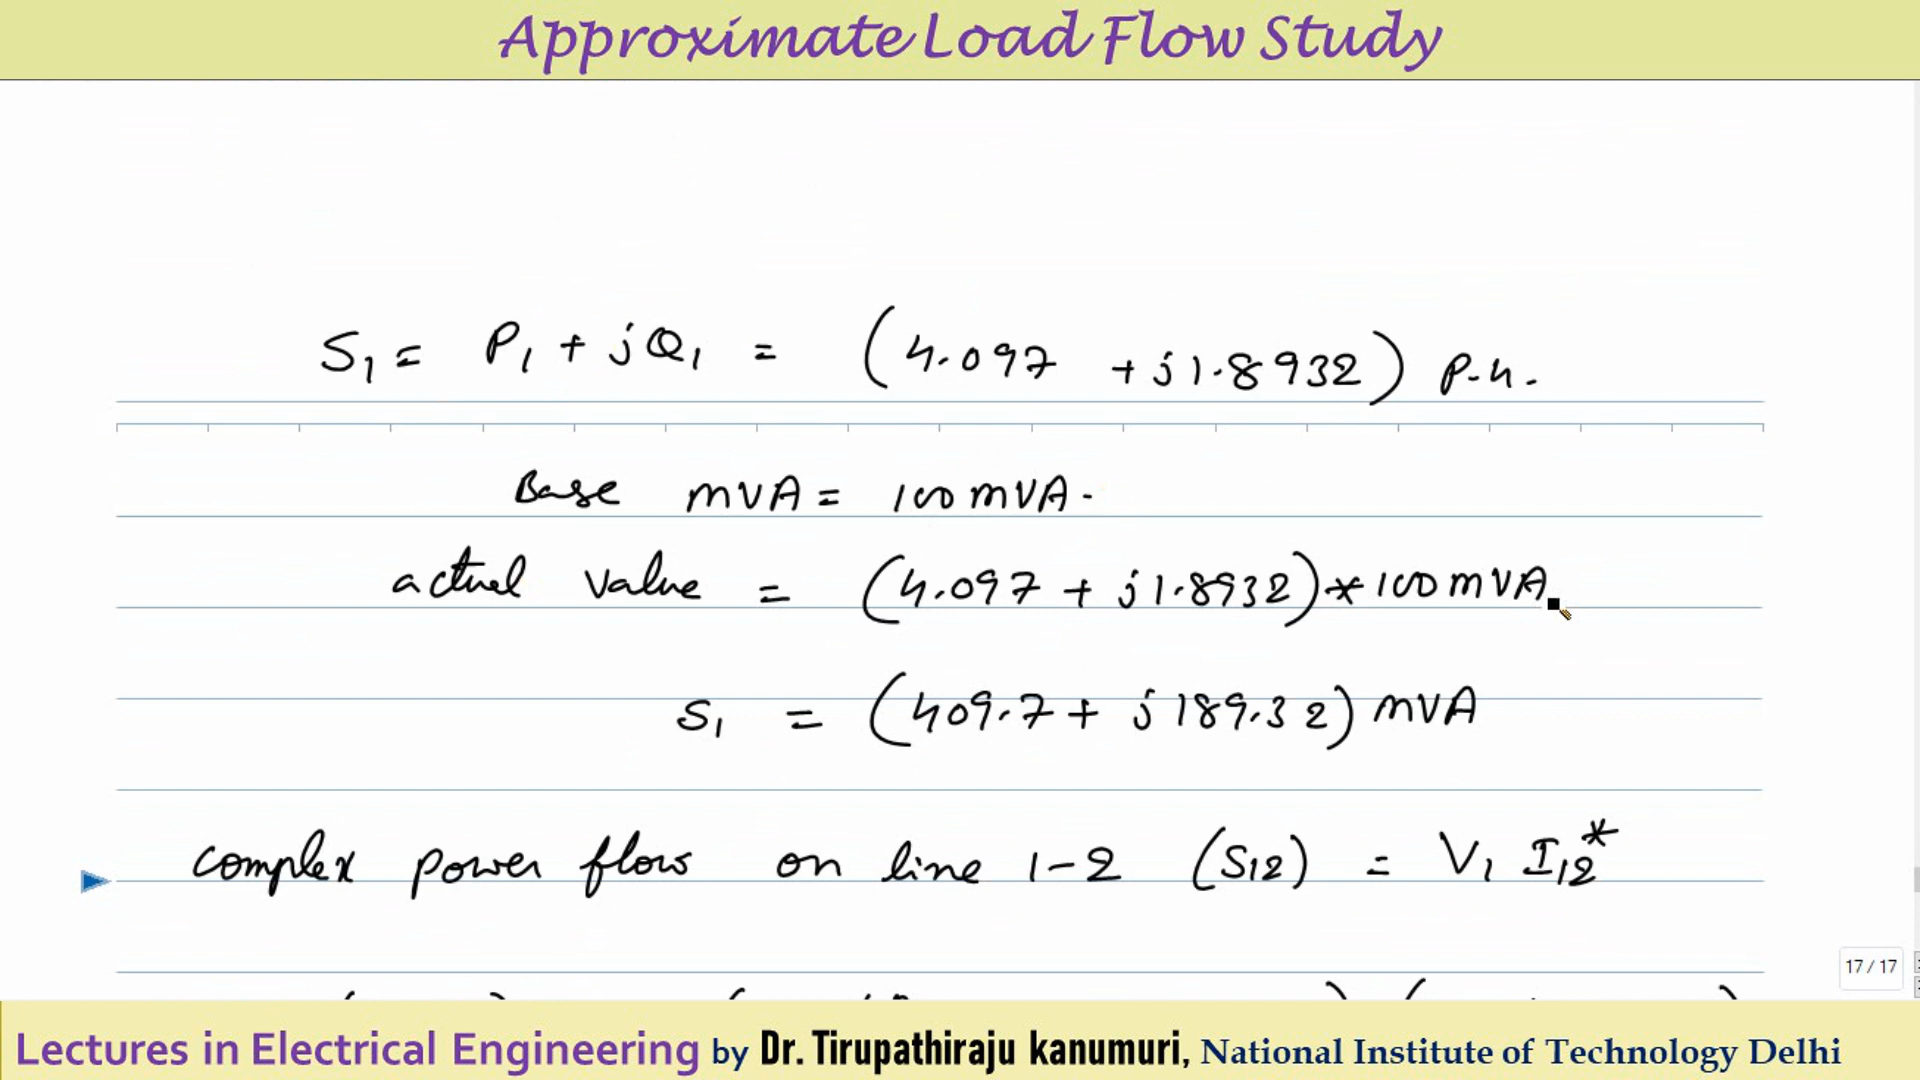 Approximate Load Flow Study
S₁ = P₁ + jQ₁ = (4.097 + j1.8932) p.u.
Base MVA = 100 MVA.
actual value = (4.097 + j1.8932) * 100 MVA.
S₁ = (409.7 + j189.32) MVA
complex power flow on line 1-2 (S₁₂) = V₁ I₁₂*
17 / 17
Lectures in Electrical Engineering by Dr. Tirupathiraju kanumuri, National Institute of Technology Delhi